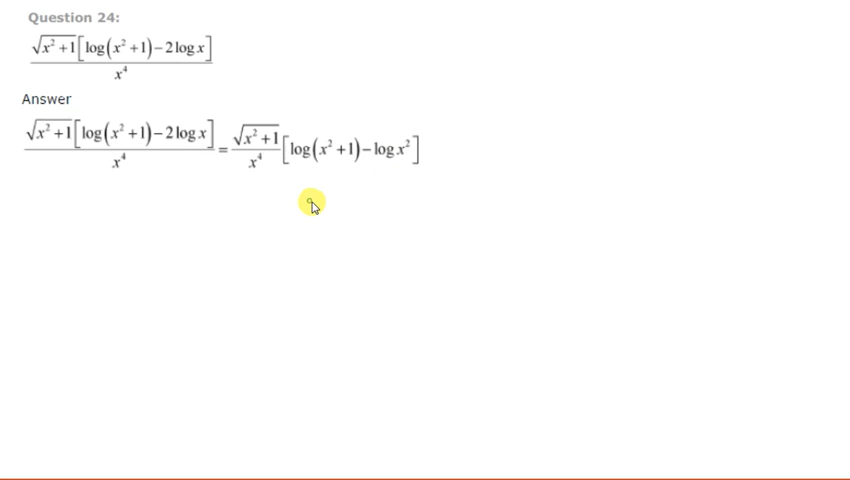 Question 24:
√(x² + 1) [log(x² + 1) − 2 log x] / x⁴
Answer
√(x² + 1) [log(x² + 1) − 2 log x] / x⁴ = √(x² + 1) / x⁴ [log(x² + 1) − log x²]